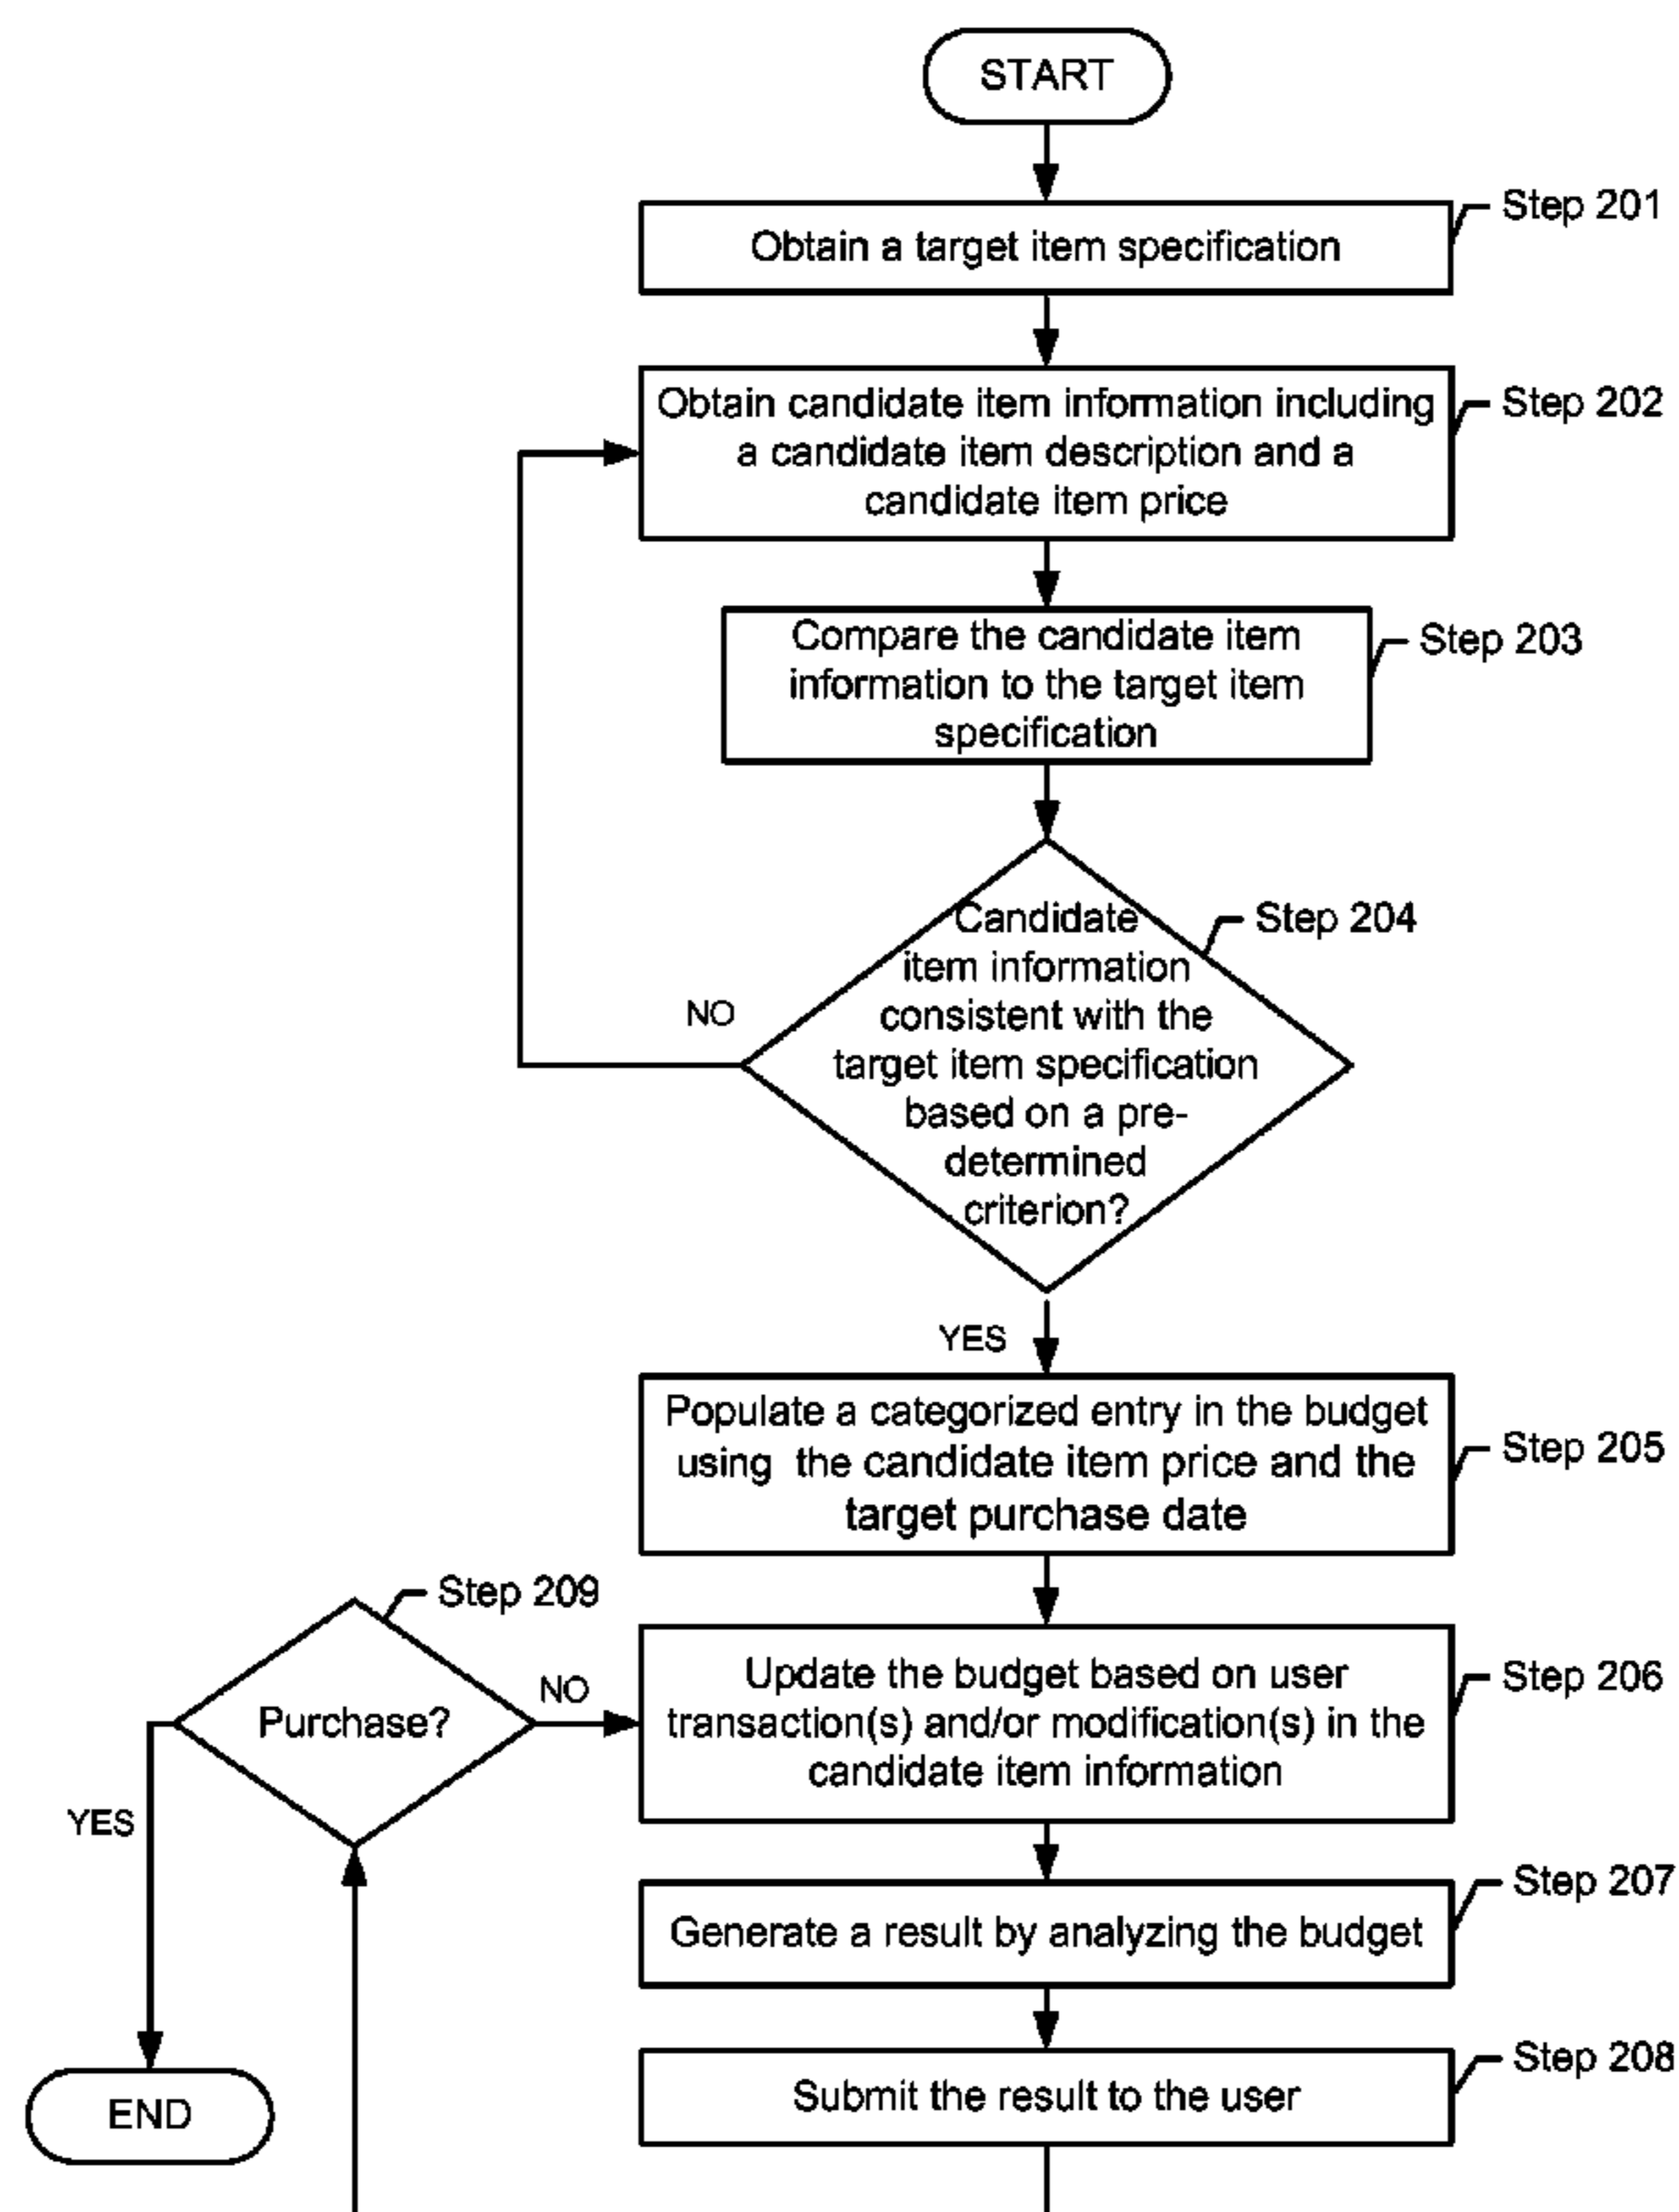 START
Step 201
Obtain a target item specification
Step 202
Obtain candidate item information including
a candidate item description and a
candidate item price
Step 203
Compare the candidate item
information to the target item
specification
Step 204
Candidate
item information
consistent with the
target item specification
based on a pre-
determined
criterion?
NO
YES
Step 205
Populate a categorized entry in the budget
using the candidate item price and the
target purchase date
Step 209
Purchase?
NO
YES
Step 206
Update the budget based on user
transaction(s) and/or modification(s) in the
candidate item information
Step 207
Generate a result by analyzing the budget
Step 208
Submit the result to the user
END